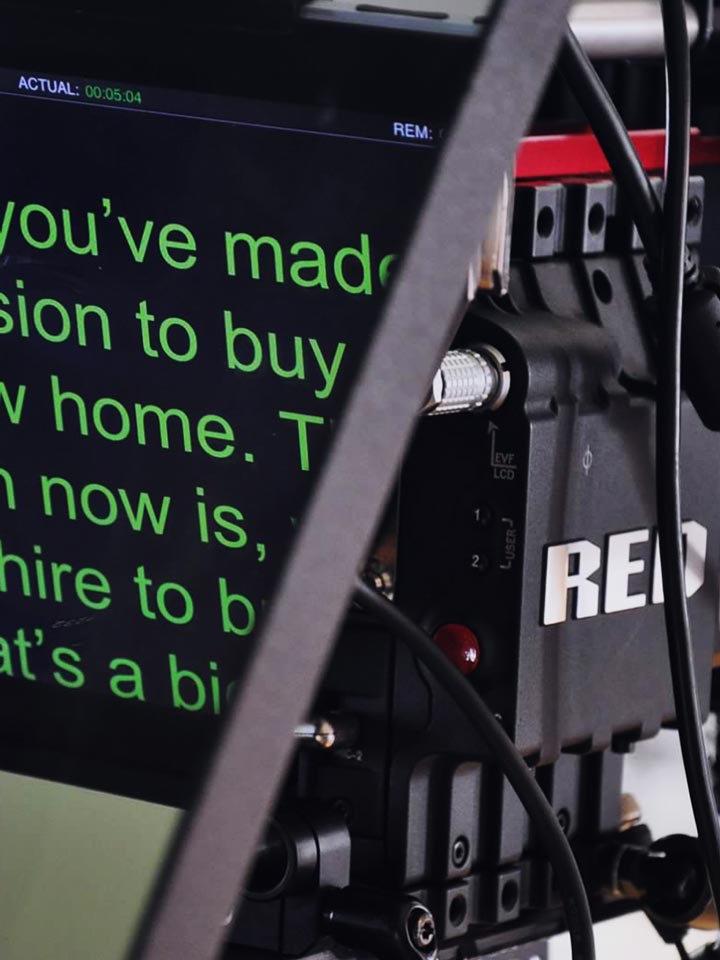 ACTUAL: 00:05:04
REM:
you've made
sion to buy
w home. T
n now is,
hire to b
at's a bi
EVF
LCD
1
USER
2
RED